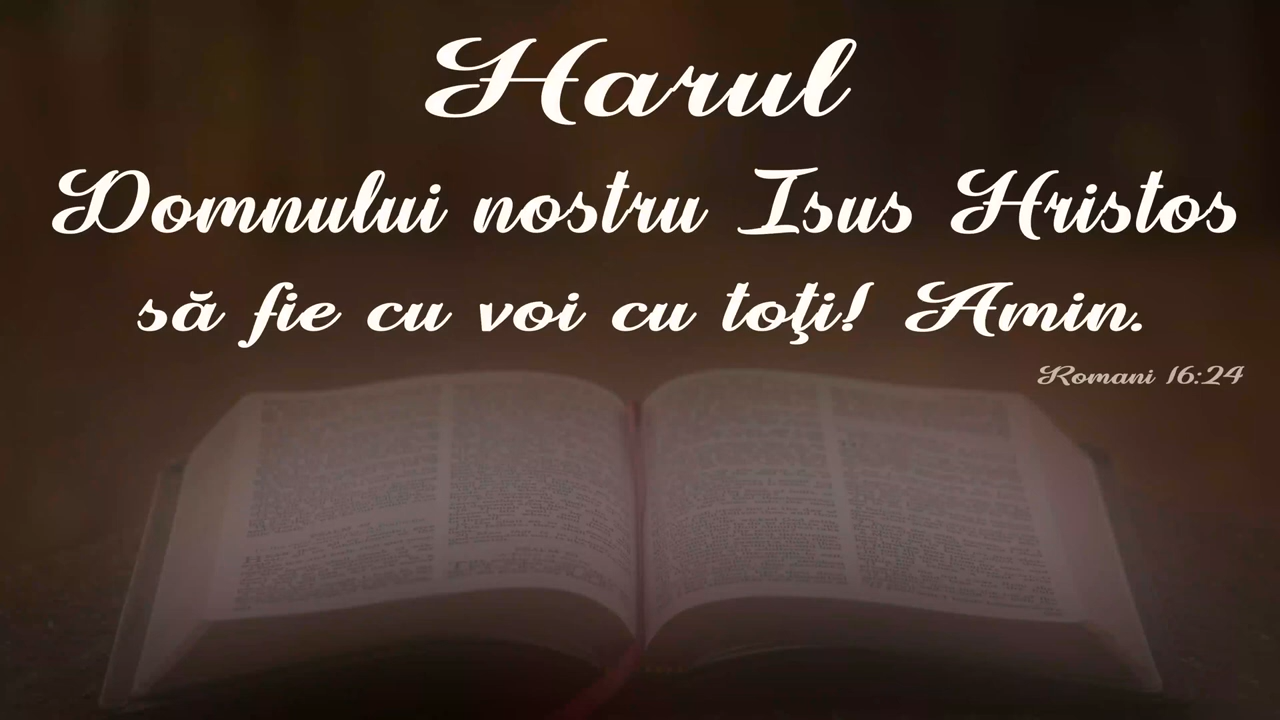 Harul
Domnului nostru Isus Hristos
să fie cu voi cu toţi! Amin.
Romani 16:24